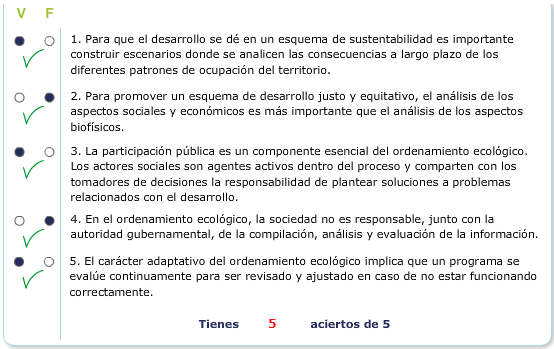 V F
1. Para que el desarrollo se dé en un esquema de sustentabilidad es importante
construir escenarios donde se analicen las consecuencias a largo plazo de los
diferentes patrones de ocupación del territorio.
2. Para promover un esquema de desarrollo justo y equitativo, el análisis de los
aspectos sociales y económicos es más importante que el análisis de los aspectos
biofísicos.
3. La participación pública es un componente esencial del ordenamiento ecológico.
Los actores sociales son agentes activos dentro del proceso y comparten con los
tomadores de decisiones la responsabilidad de plantear soluciones a problemas
relacionados con el desarrollo.
4. En el ordenamiento ecológico, la sociedad no es responsable, junto con la
autoridad gubernamental, de la compilación, análisis y evaluación de la información.
5. El carácter adaptativo del ordenamiento ecológico implica que un programa se
evalúe continuamente para ser revisado y ajustado en caso de no estar funcionando
correctamente.
Tienes 5 aciertos de 5